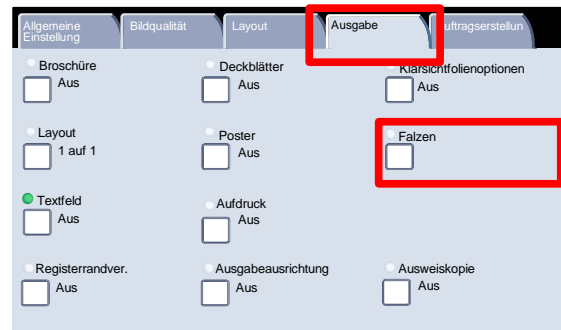 Allgemeine
Einstellung
Bildqualität
Layout
Ausgabe
uftragserstellun
Broschüre
Aus
Deckblätter
Aus
Klarsichtfolienoptionen
Aus
Layout
1 auf 1
Poster
Aus
Falzen
Textfeld
Aus
Aufdruck
Aus
Registerrandver.
Aus
Ausgabeausrichtung
Aus
Ausweiskopie
Aus